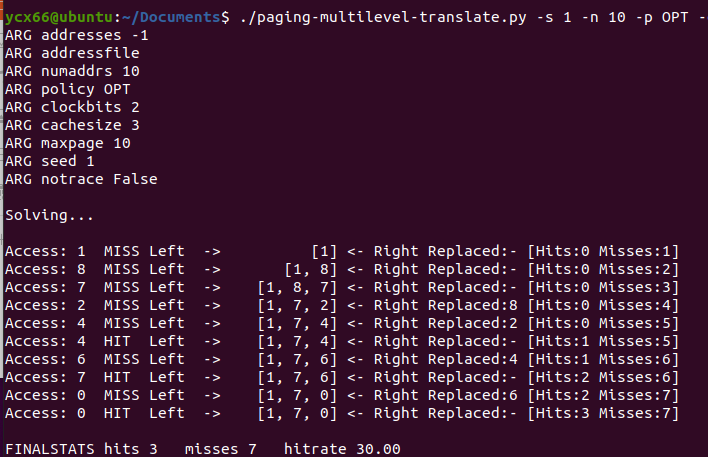 ycx66@ubuntu:~/Documents$ ./paging-multilevel-translate.py -s 1 -n 10 -p OPT -
ARG addresses -1
ARG addressfile
ARG numaddrs 10
ARG policy OPT
ARG clockbits 2
ARG cachesize 3
ARG maxpage 10
ARG seed 1
ARG notrace False

Solving...

Access: 1  MISS Left  ->          [1] <- Right Replaced:- [Hits:0 Misses:1]
Access: 8  MISS Left  ->       [1, 8] <- Right Replaced:- [Hits:0 Misses:2]
Access: 7  MISS Left  ->    [1, 8, 7] <- Right Replaced:- [Hits:0 Misses:3]
Access: 2  MISS Left  ->    [1, 7, 2] <- Right Replaced:8 [Hits:0 Misses:4]
Access: 4  MISS Left  ->    [1, 7, 4] <- Right Replaced:2 [Hits:0 Misses:5]
Access: 4  HIT  Left  ->    [1, 7, 4] <- Right Replaced:- [Hits:1 Misses:5]
Access: 6  MISS Left  ->    [1, 7, 6] <- Right Replaced:4 [Hits:1 Misses:6]
Access: 7  HIT  Left  ->    [1, 7, 6] <- Right Replaced:- [Hits:2 Misses:6]
Access: 0  MISS Left  ->    [1, 7, 0] <- Right Replaced:6 [Hits:2 Misses:7]
Access: 0  HIT  Left  ->    [1, 7, 0] <- Right Replaced:- [Hits:3 Misses:7]

FINALSTATS hits 3   misses 7   hitrate 30.00